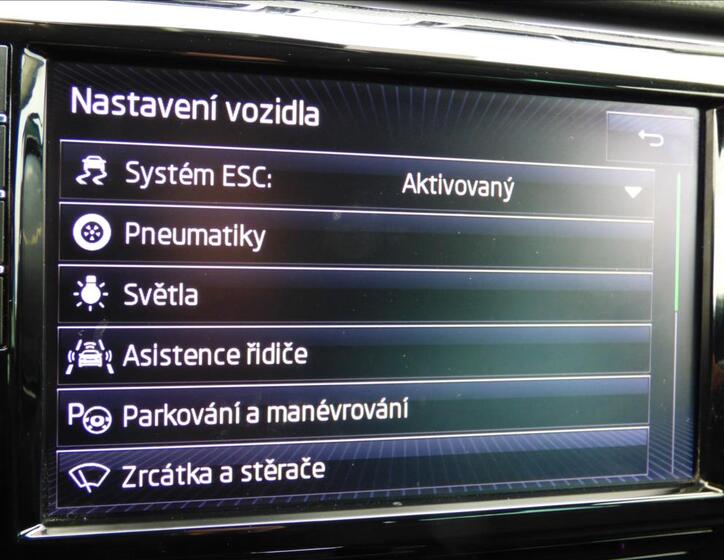 Nastavení vozidla
Systém ESC: Aktivovaný
Pneumatiky
Světla
Asistence řidiče
P Parkování a manévrování
Zrcátka a stěrače